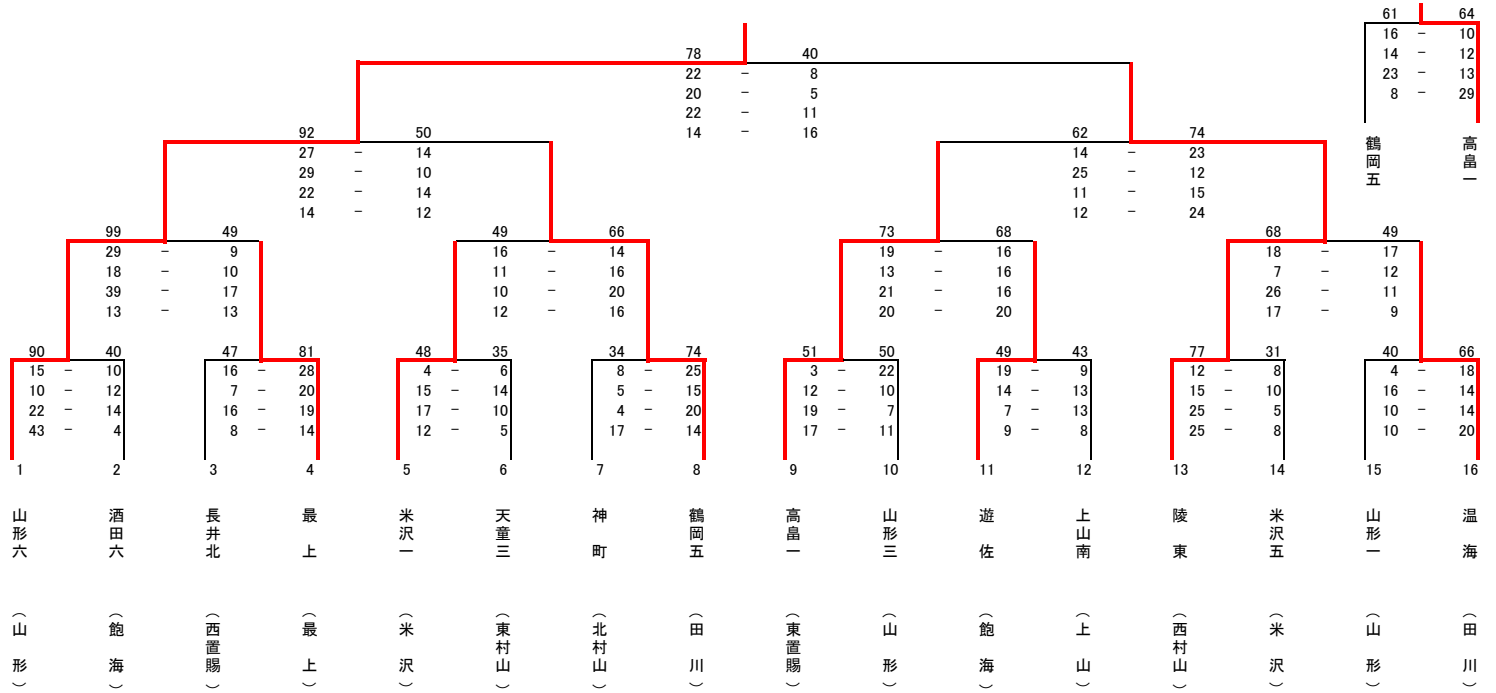 61 64
16 - 10
14 - 12
23 - 13
8 - 29
鶴岡五 高畠一
78 40
22 - 8
20 - 5
22 - 11
14 - 16
92 50 62 74
27 - 14 14 - 23
29 - 10 25 - 12
22 - 14 11 - 15
14 - 12 12 - 24
99 49 49 66 73 68 68 49
29 - 9 16 - 14 19 - 16 18 - 17
18 - 10 11 - 16 13 - 16 7 - 12
39 - 17 10 - 20 21 - 16 26 - 11
13 - 13 12 - 16 20 - 20 17 - 9
90 40 47 81 48 35 34 74 51 50 49 43 77 31 40 66
15 - 10 16 - 28 4 - 6 8 - 25 3 - 22 19 - 9 12 - 8 4 - 18
10 - 12 7 - 20 15 - 14 5 - 15 12 - 10 14 - 13 15 - 10 16 - 14
22 - 14 16 - 19 17 - 10 4 - 20 19 - 7 7 - 13 25 - 5 10 - 14
43 - 4 8 - 14 12 - 5 17 - 14 17 - 11 9 - 8 25 - 8 10 - 20
1 2 3 4 5 6 7 8 9 10 11 12 13 14 15 16
山形六 酒田六 長井北 最上 米沢一 天童三 神町 鶴岡五 高畠一 山形三 遊佐 上山南 陵東 米沢五 山形一 温海
（山形） （飽海） （西置賜） （最上） （米沢） （東村山） （北村山） （田川） （東置賜） （山形） （飽海） （上山） （西村山） （米沢） （山形） （田川）